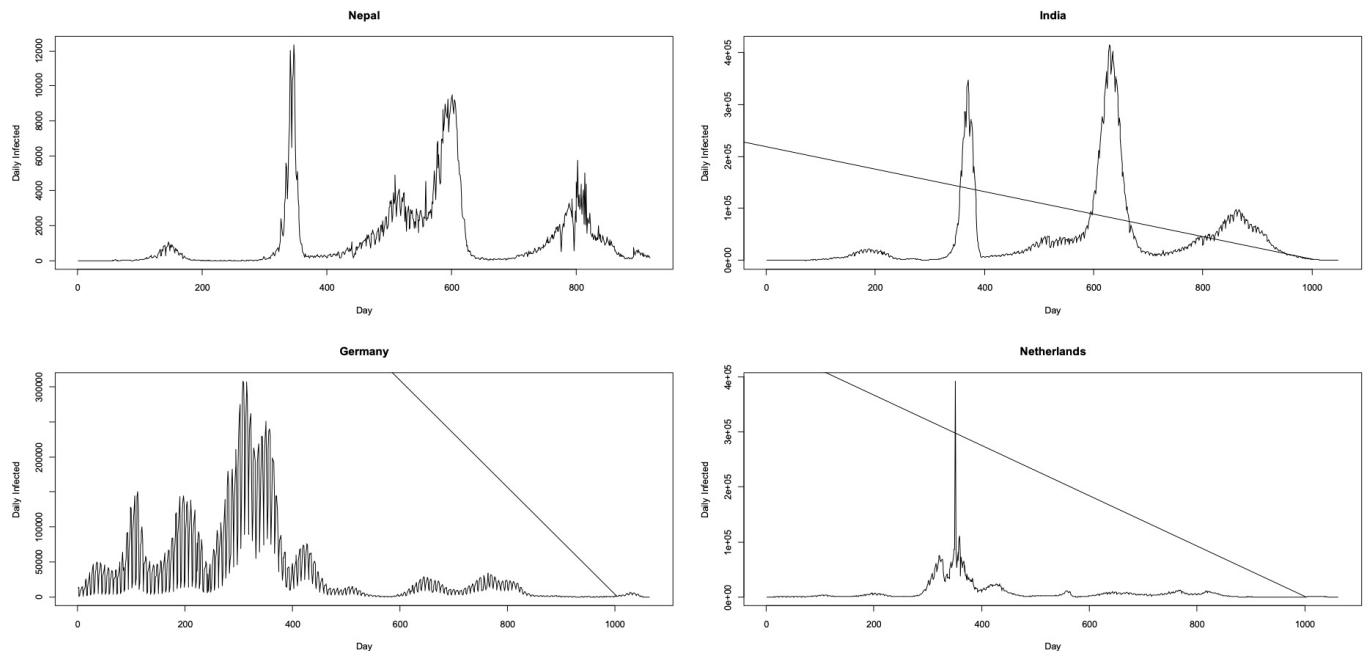 Nepal
Daily Infected
12000
10000
8000
6000
4000
2000
0
0 200 400 600 800
Day
India
Daily Infected
4e+05
3e+05
2e+05
1e+05
0e+00
0 200 400 600 800 1000
Day
Germany
Daily Infected
300000
200000
100000
50000
0
0 200 400 600 800 1000
Day
Netherlands
Daily Infected
4e+05
3e+05
2e+05
1e+05
0e+00
0 200 400 600 800 1000
Day